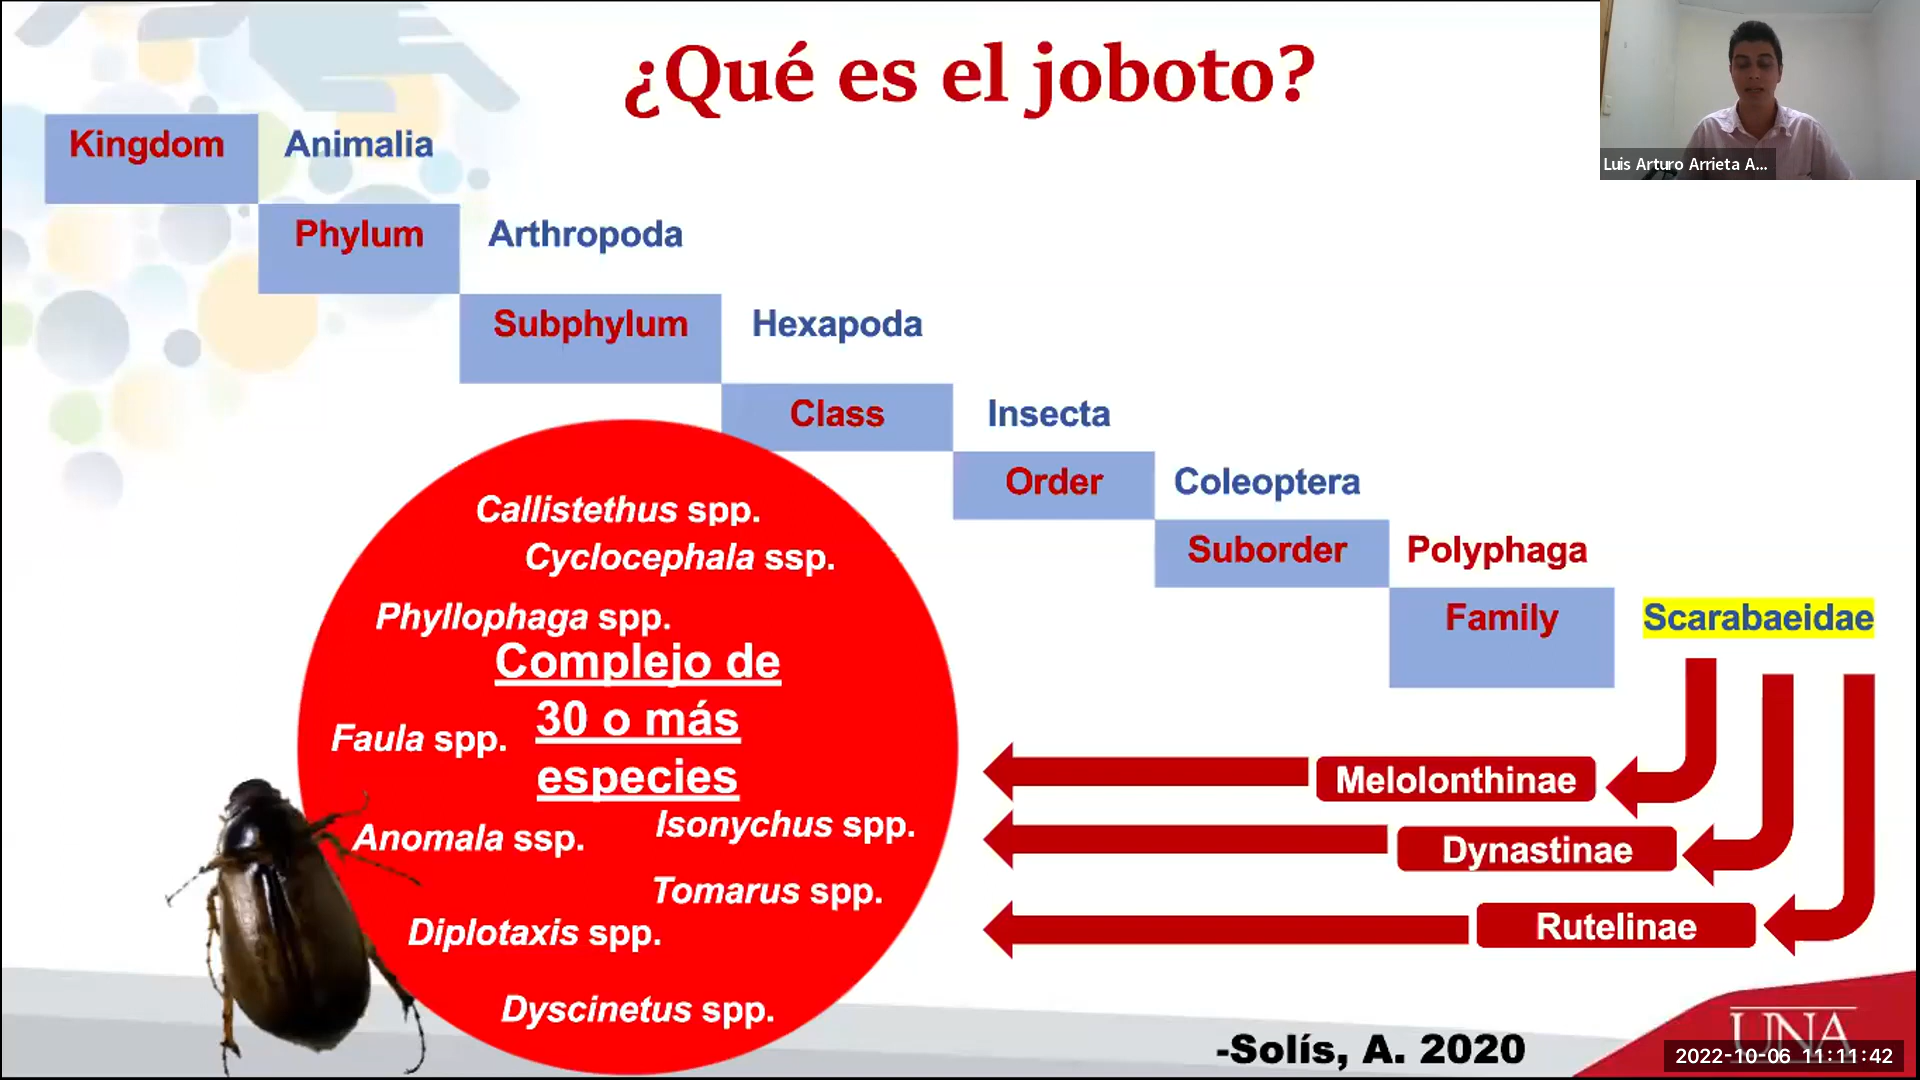 ¿Qué es el joboto?
Luis Arturo Arrieta A...
Kingdom Animalia
Phylum Arthropoda
Subphylum Hexapoda
Class Insecta
Order Coleoptera
Suborder Polyphaga
Family Scarabaeidae
Callistethus spp.
Cyclocephala ssp.
Phyllophaga spp.
Complejo de
30 o más
especies
Faula spp.
Isonychus spp.
Anomala ssp.
Tomarus spp.
Diplotaxis spp.
Dyscinetus spp.
Melolonthinae
Dynastinae
Rutelinae
-Solís, A. 2020
UNA
2022-10-06 11:11:42